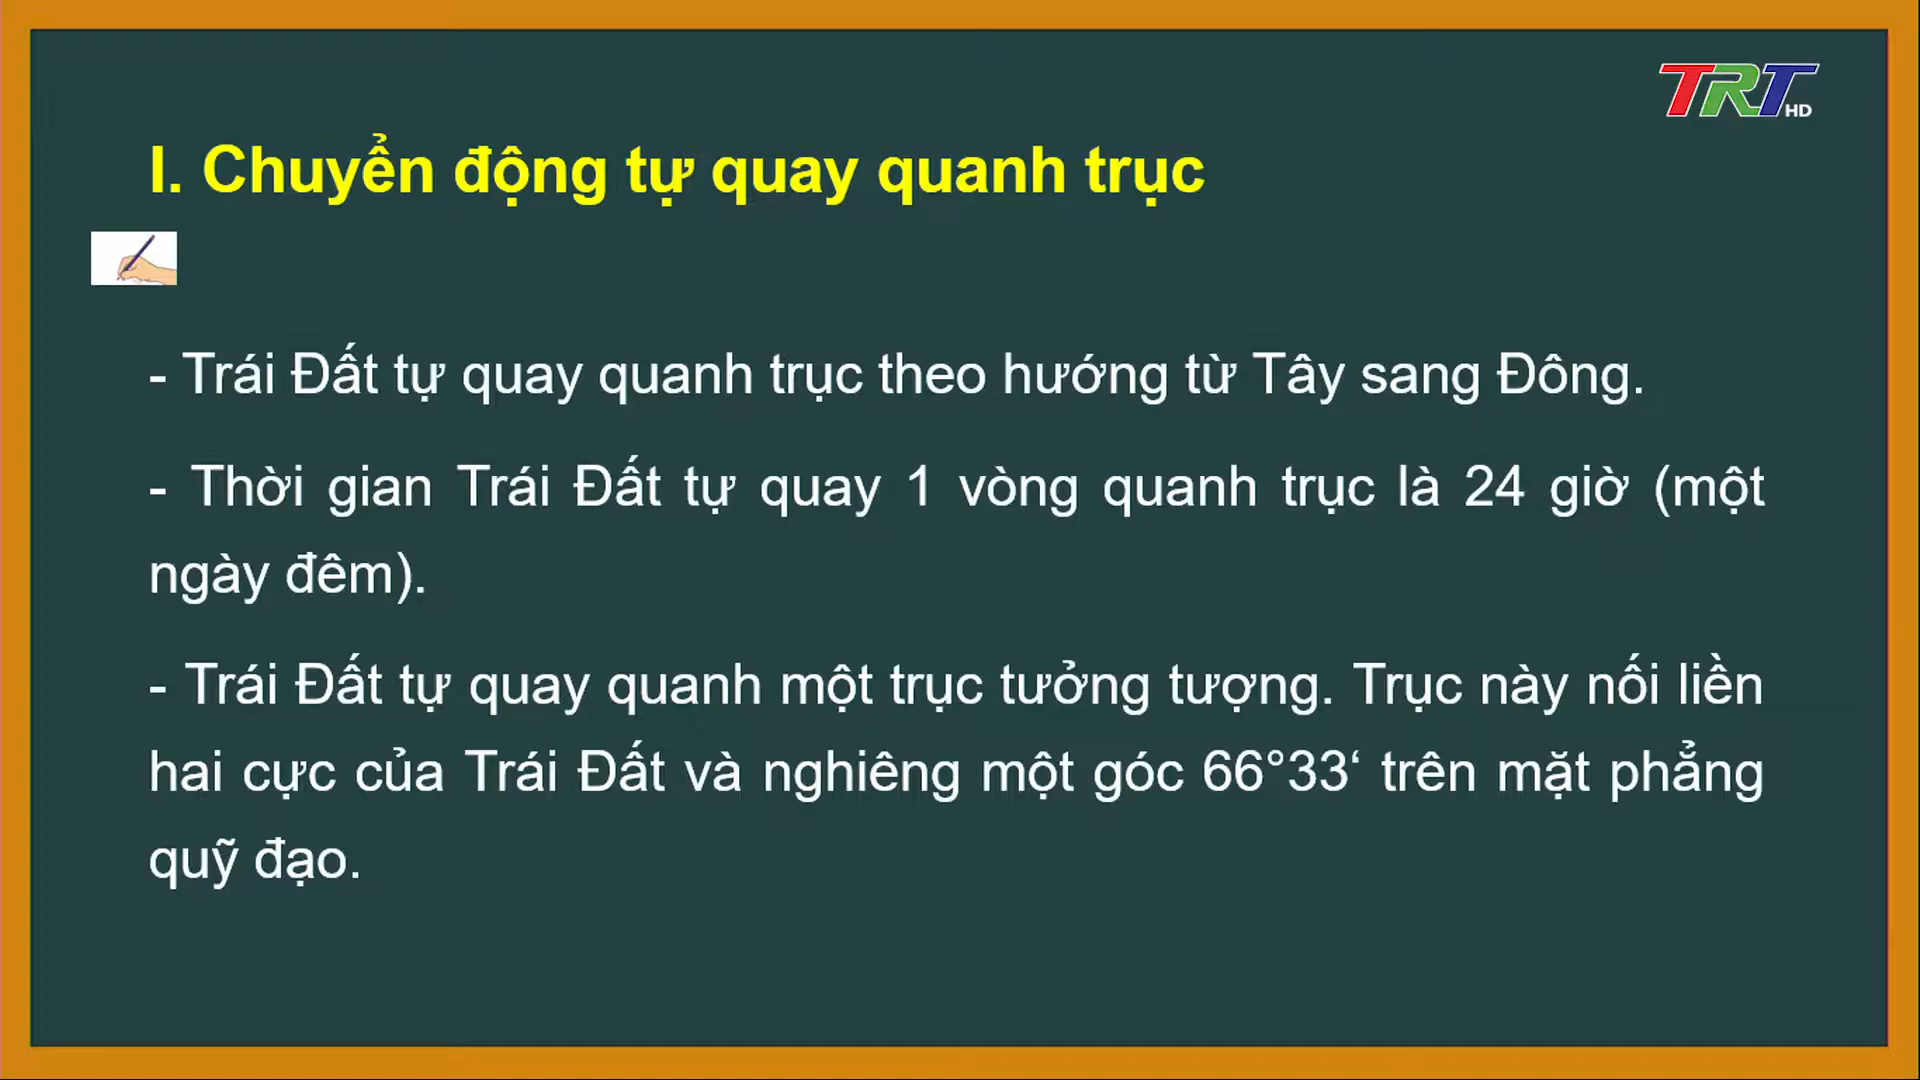 TRT HD
I. Chuyển động tự quay quanh trục
- Trái Đất tự quay quanh trục theo hướng từ Tây sang Đông.
- Thời gian Trái Đất tự quay 1 vòng quanh trục là 24 giờ (một
ngày đêm).
- Trái Đất tự quay quanh một trục tưởng tượng. Trục này nối liền
hai cực của Trái Đất và nghiêng một góc 66°33‘ trên mặt phẳng
quỹ đạo.